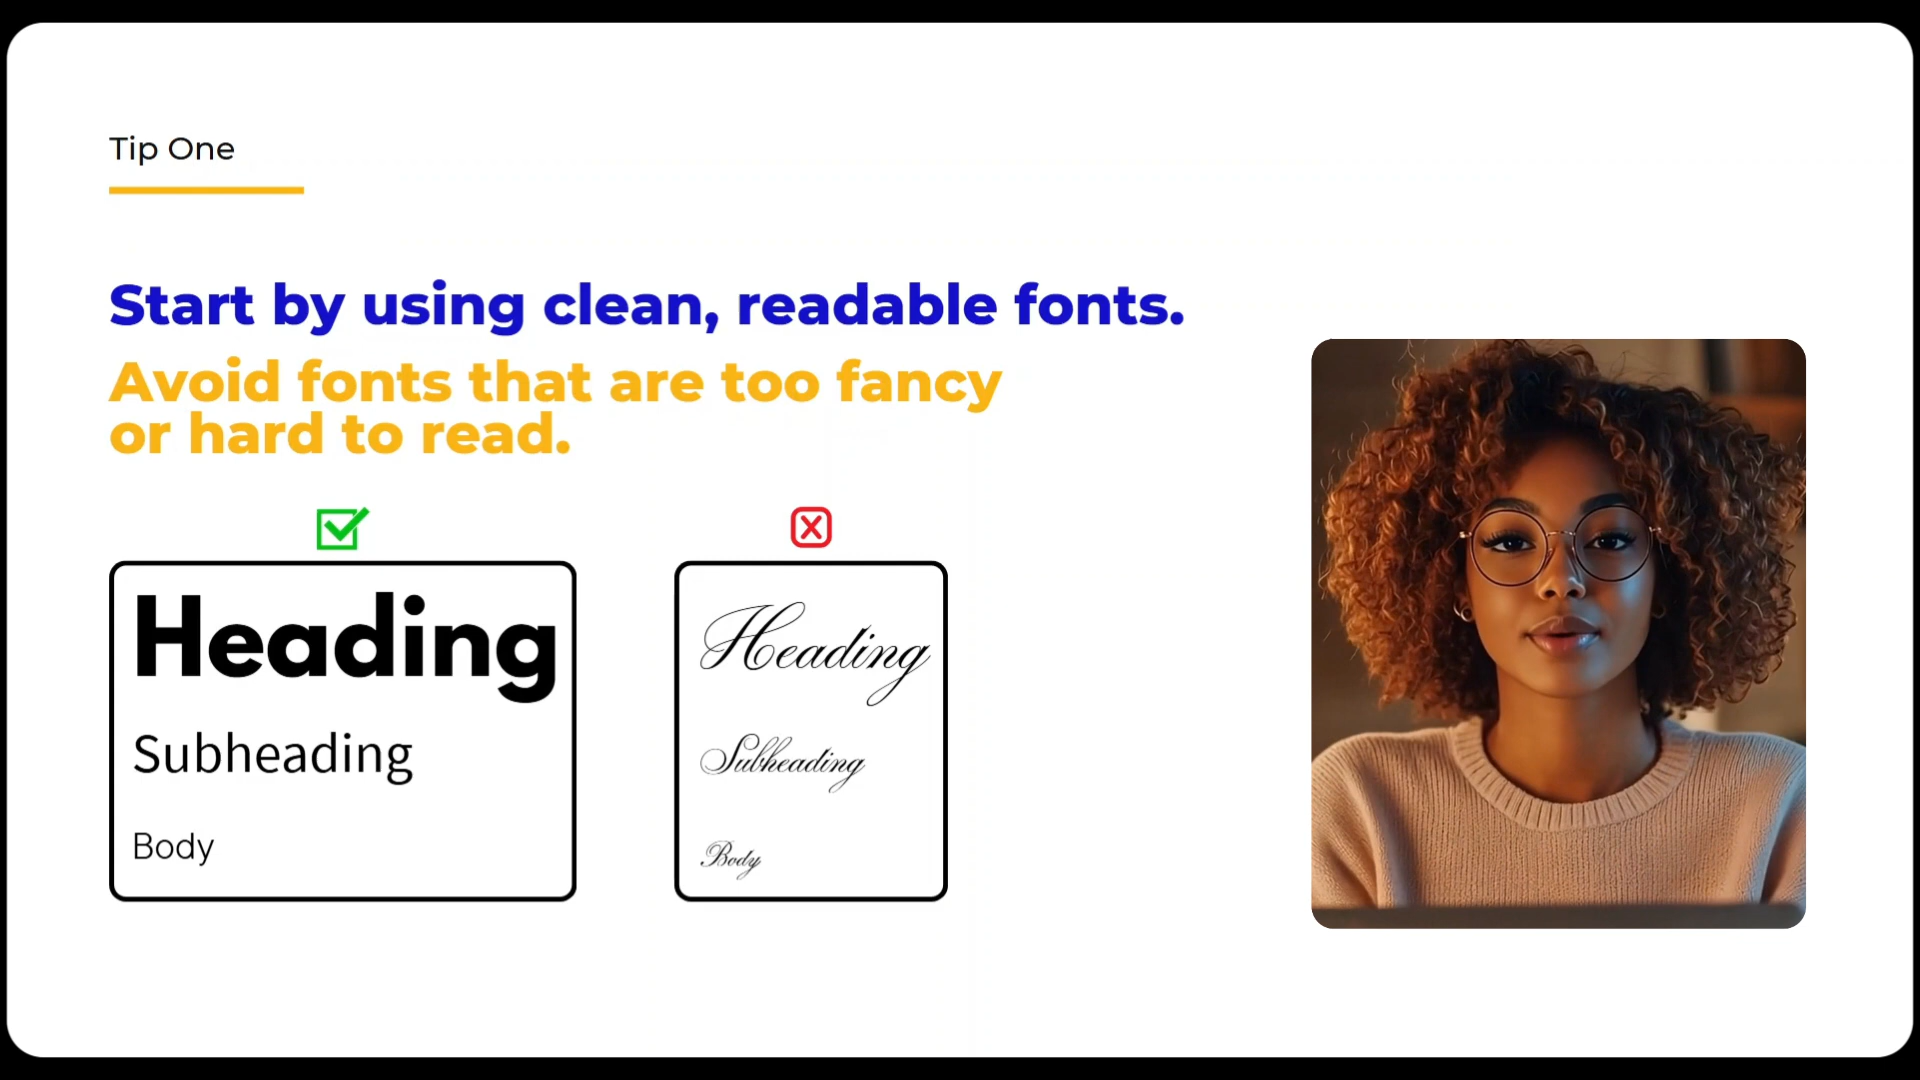 Tip One
Start by using clean, readable fonts.
Avoid fonts that are too fancy
or hard to read.
Heading
Subheading
Body
Heading
Subheading
Body